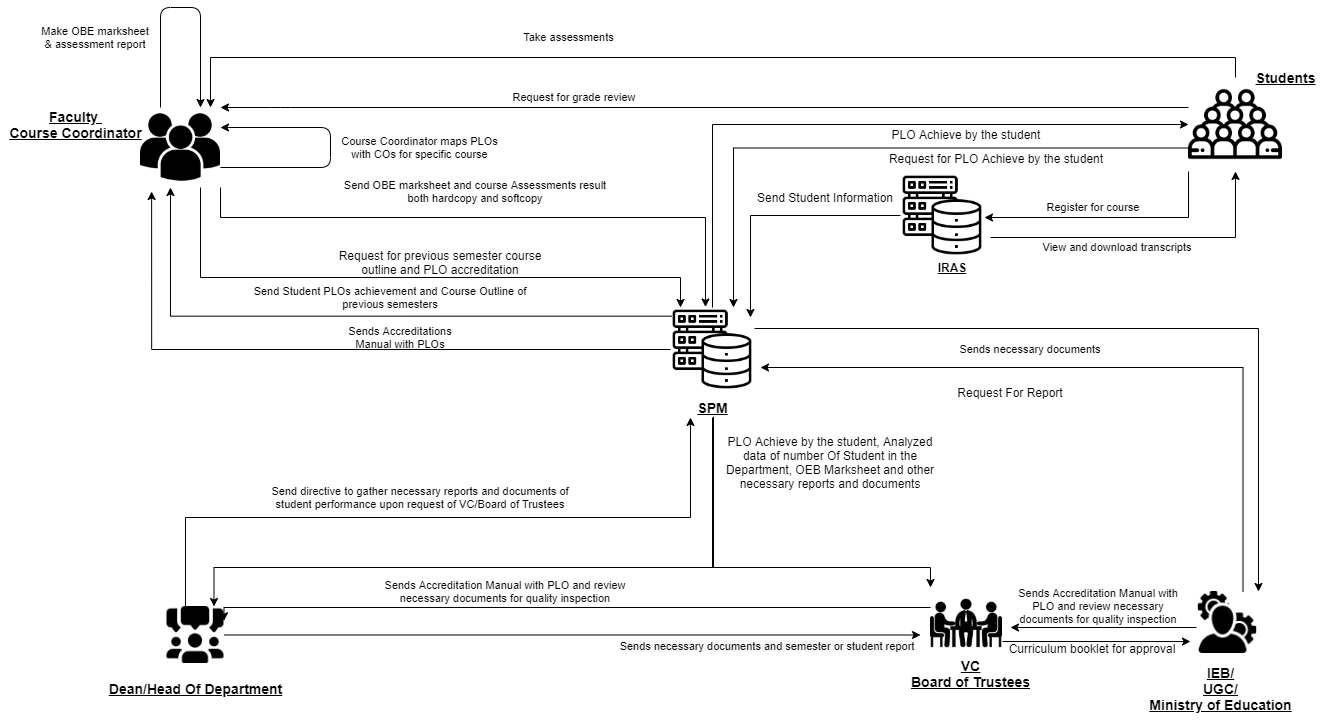 Make OBE marksheet
& assessment report
Take assessments
Students
Request for grade review
Faculty
Course Coordinator
PLO Achieve by the student
Course Coordinator maps PLOs
with COs for specific course
Request for PLO Achieve by the student
Send OBE marksheet and course Assessments result
both hardcopy and softcopy
Send Student Information
Register for course
View and download transcripts
IRAS
Request for previous semester course
outline and PLO accreditation
Send Student PLOs achievement and Course Outline of
previous semesters
Sends Accreditations
Manual with PLOs
Sends necessary documents
Request For Report
SPM
PLO Achieve by the student, Analyzed
data of number Of Student in the
Department, OEB Marksheet and other
necessary reports and documents
Send directive to gather necessary reports and documents of
student performance upon request of VC/Board of Trustees
Sends Accreditation Manual with PLO and review
necessary documents for quality inspection
Sends Accreditation Manual with
PLO and review necessary
documents for quality inspection
Sends necessary documents and semester or student report
Curriculum booklet for approval
Dean/Head Of Department
VC
Board of Trustees
IEB/
UGC/
Ministry of Education